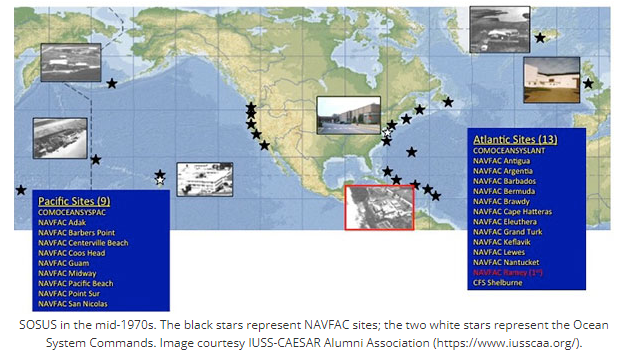 Pacific Sites (9)
COMOCEANSYSPAC
NAVFAC Adak
NAVFAC Barbers Point
NAVFAC Centerville Beach
NAVFAC Coos Head
NAVFAC Guam
NAVFAC Midway
NAVFAC Pacific Beach
NAVFAC Point Sur
NAVFAC San Nicolas
Atlantic Sites (13)
COMOCEANSYSLANT
NAVFAC Antigua
NAVFAC Argentia
NAVFAC Barbados
NAVFAC Bermuda
NAVFAC Brawdy
NAVFAC Cape Hatteras
NAVFAC Eleuthera
NAVFAC Grand Turk
NAVFAC Keflavik
NAVFAC Lewes
NAVFAC Nantucket
NAVFAC Ramey (1st)
CFS Shelburne
SOSUS in the mid-1970s. The black stars represent NAVFAC sites; the two white stars represent the Ocean
System Commands. Image courtesy IUSS-CAESAR Alumni Association (https://www.iusscaa.org/).